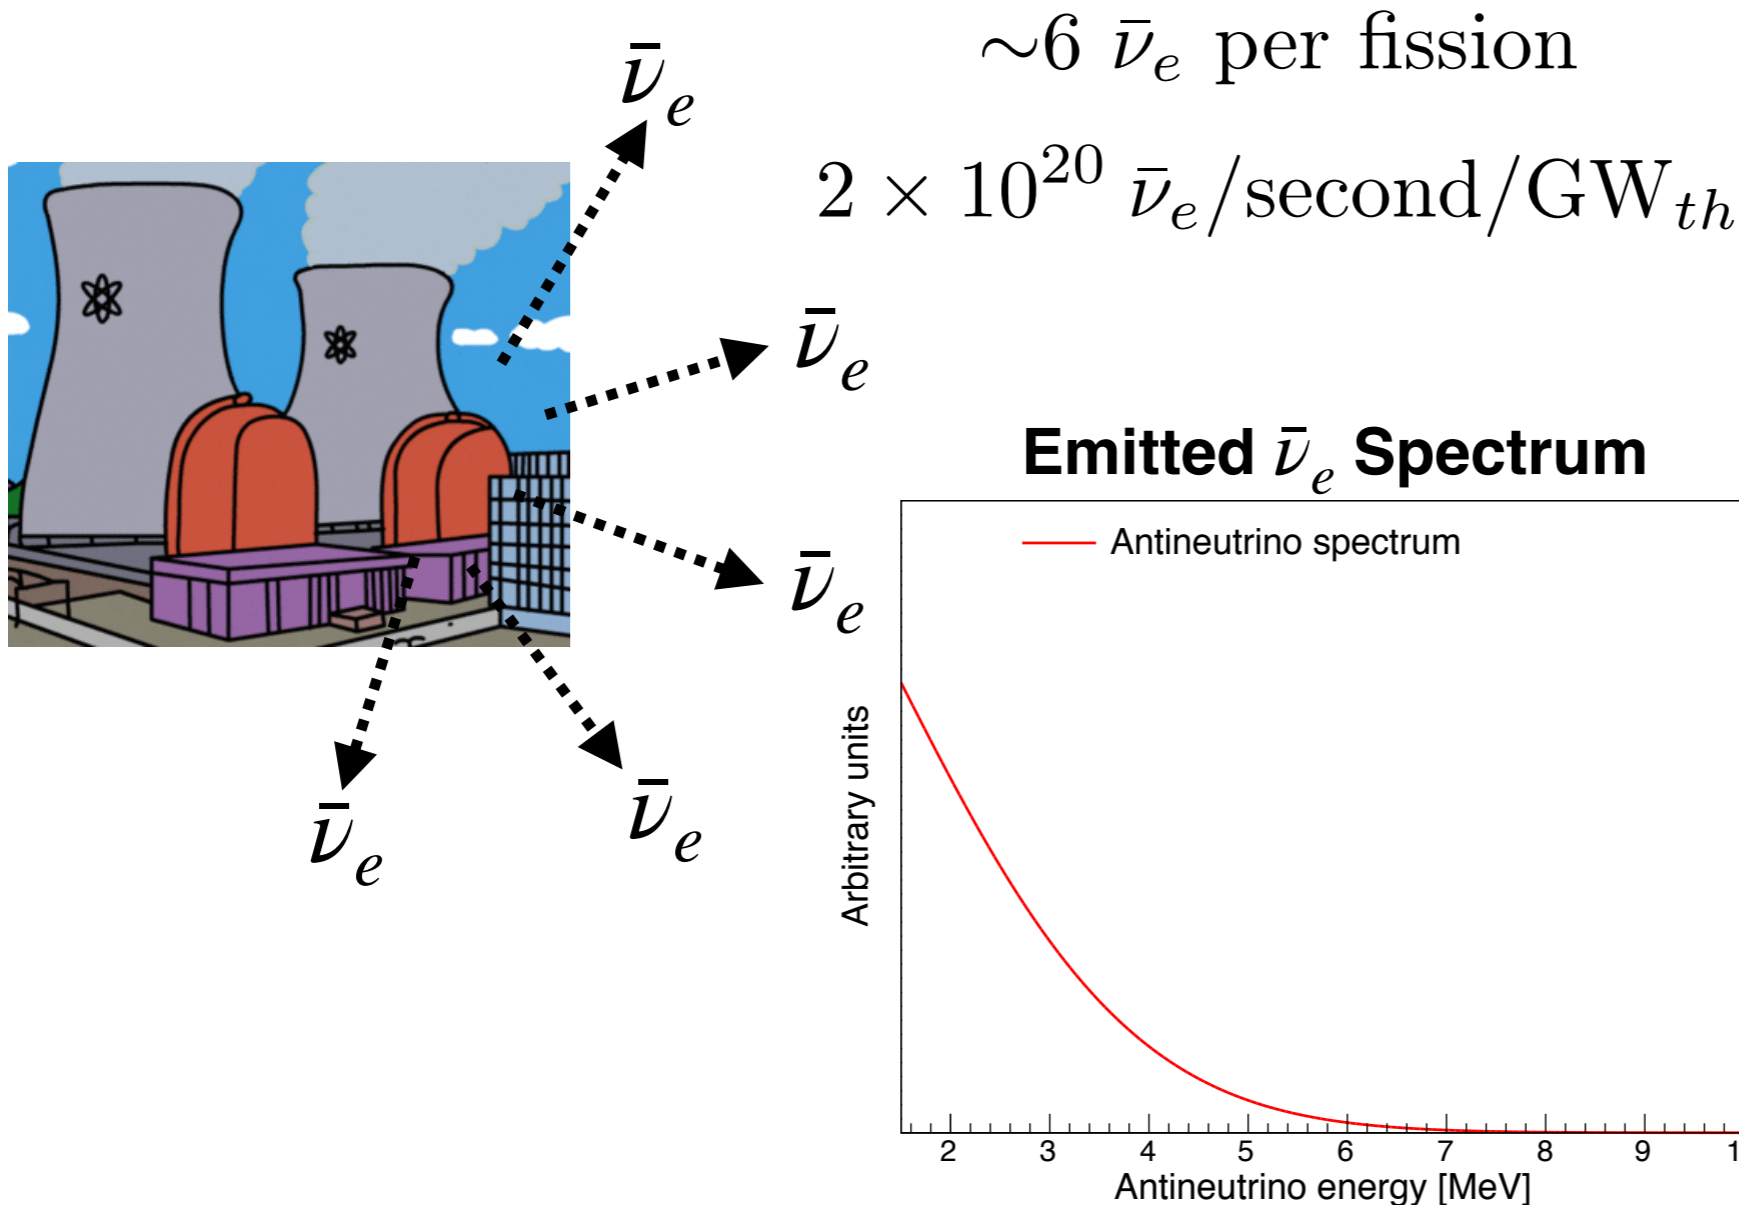 ∼6 ν̄ₑ per fission
2 × 10²⁰ ν̄ₑ/second/GWₜₕ
ν̄ₑ
ν̄ₑ
ν̄ₑ
ν̄ₑ
ν̄ₑ
Emitted ν̄ₑ Spectrum
Antineutrino spectrum
Arbitrary units
2 3 4 5 6 7 8 9 1
Antineutrino energy [MeV]